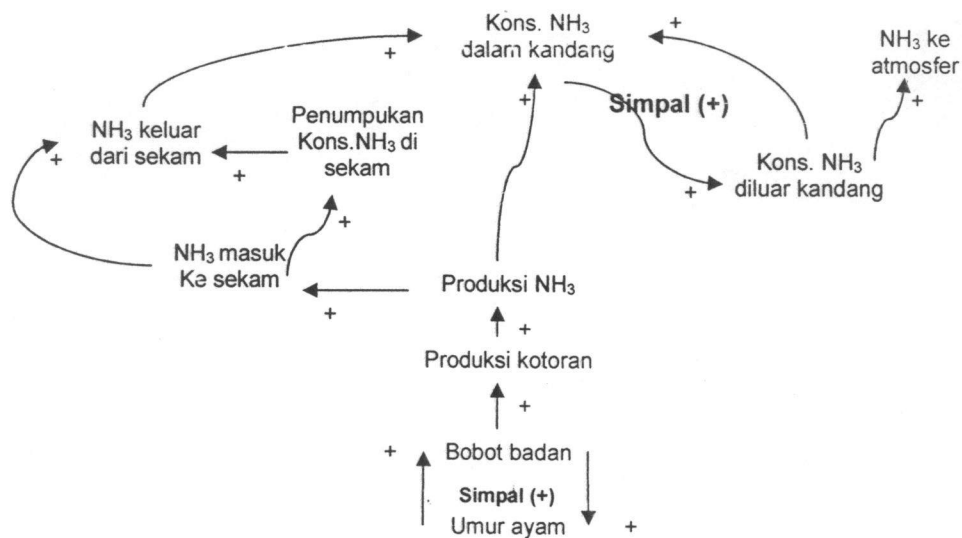 Kons. NH₃
dalam kandang
+
+
NH₃ ke
atmosfer
+
+
Simpal (+)
NH₃ keluar
dari sekam
+
Penumpukan
Kons.NH₃ di
sekam
+
+
Kons. NH₃
diluar kandang
+
NH₃ masuk
Ke sekam
Produksi NH₃
+
+
Produksi kotoran
+
+
Bobot badan
Simpal (+)
Umur ayam
+